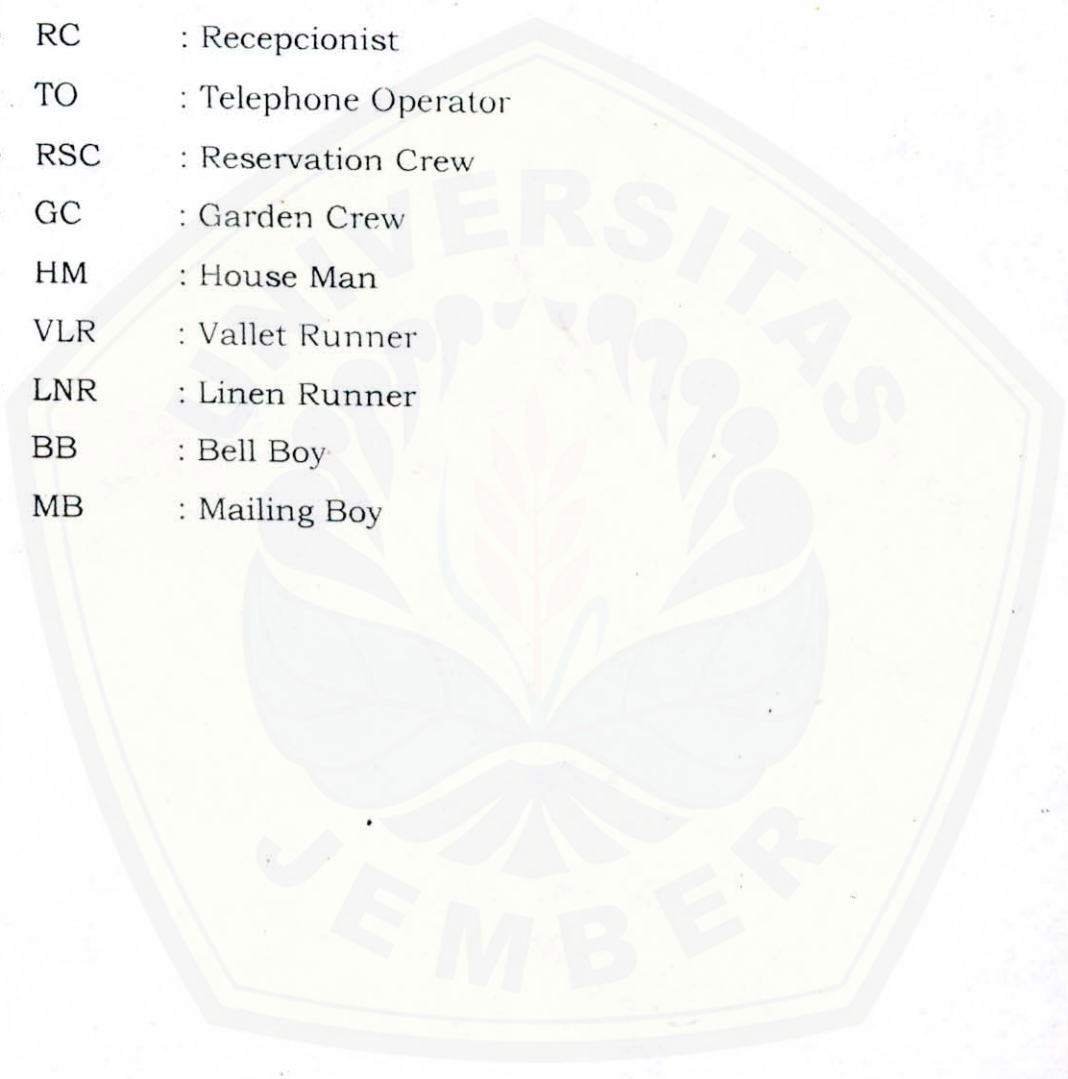 RC : Recepcionist
TO : Telephone Operator
RSC : Reservation Crew
GC : Garden Crew
HM : House Man
VLR : Vallet Runner
LNR : Linen Runner
BB : Bell Boy
MB : Mailing Boy
UNIVERSITAS
JEMBER